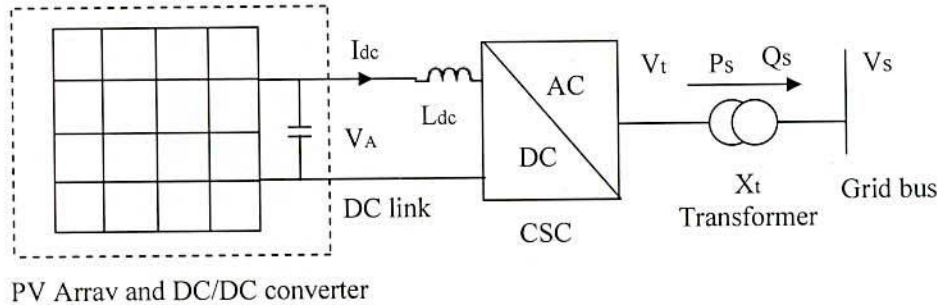 Idc
Ldc
VA
DC link
AC
DC
CSC
Vt
Ps
Qs
Xt
Transformer
Vs
Grid bus
PV Array and DC/DC converter